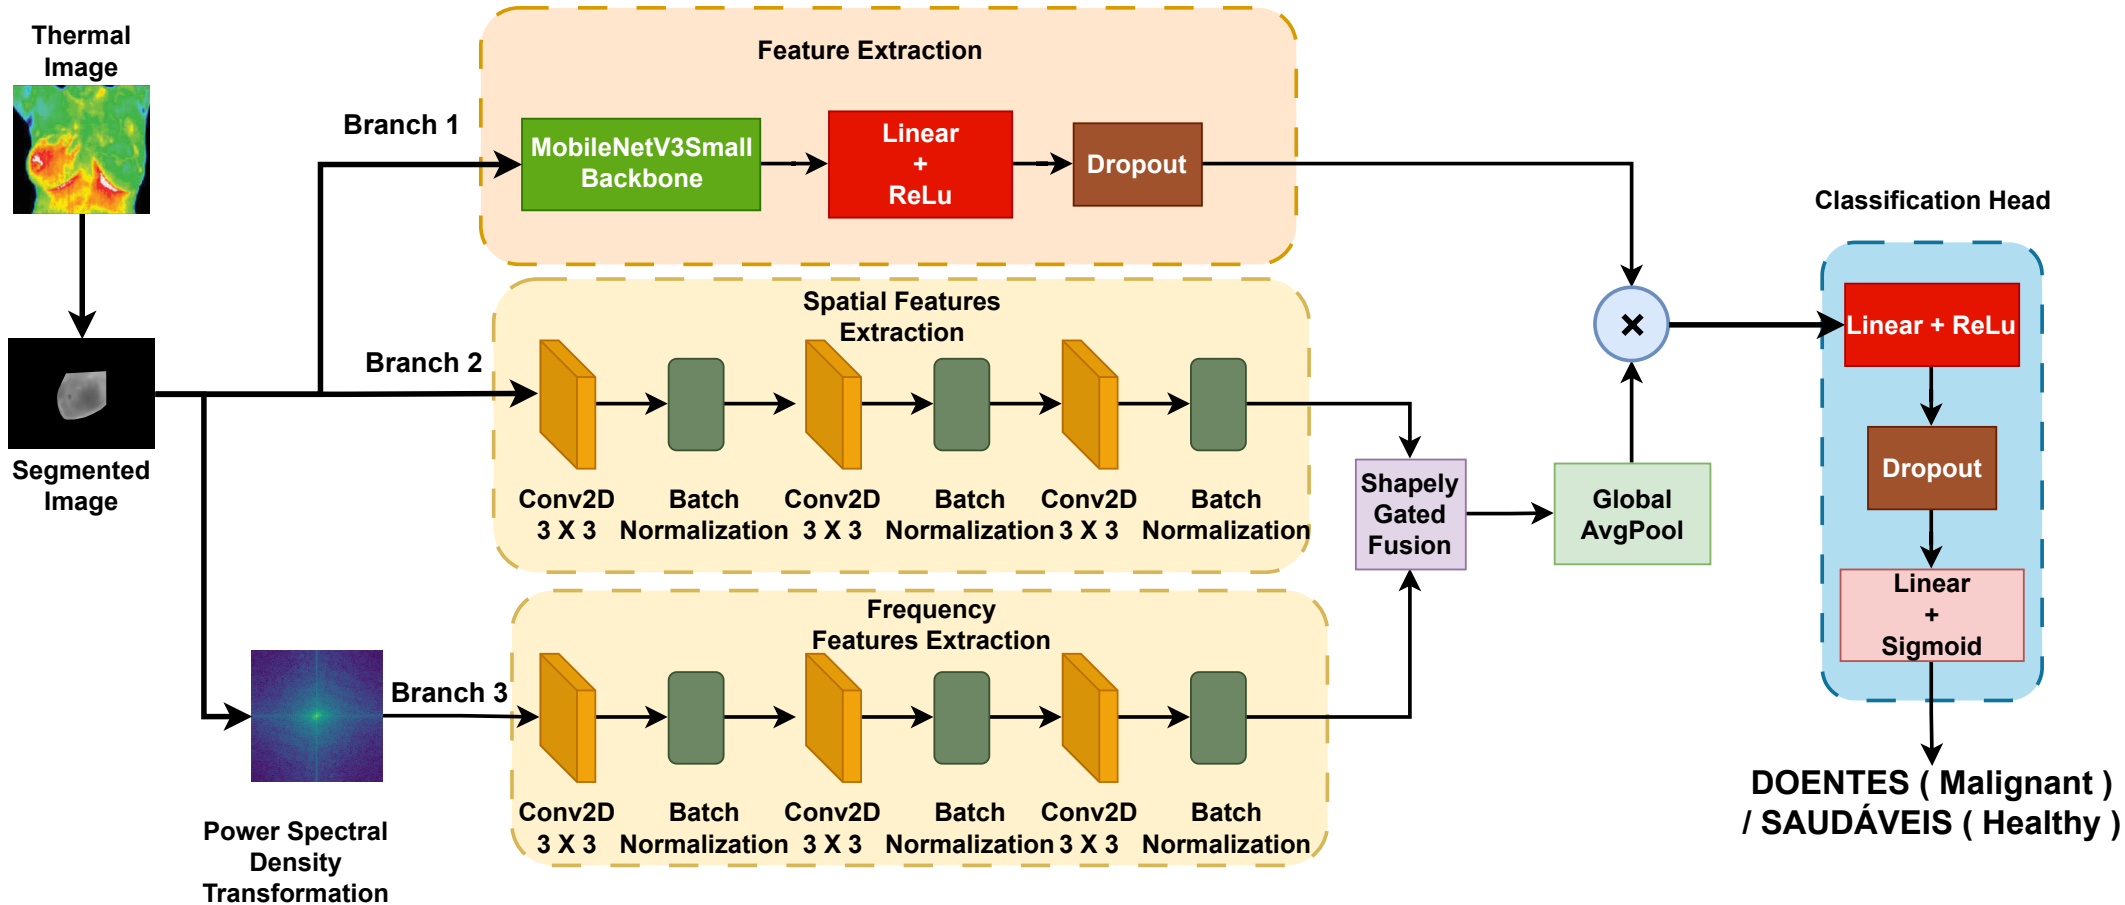 Thermal
Image
Segmented
Image
Branch 1
Feature Extraction
MobileNetV3Small
Backbone
Linear
+
ReLu
Dropout
Branch 2
Spatial Features
Extraction
Conv2D
3 X 3
Batch
Normalization
Conv2D
3 X 3
Batch
Normalization
Conv2D
3 X 3
Batch
Normalization
Power Spectral
Density
Transformation
Branch 3
Frequency
Features Extraction
Conv2D
3 X 3
Batch
Normalization
Conv2D
3 X 3
Batch
Normalization
Conv2D
3 X 3
Batch
Normalization
Shapely
Gated
Fusion
Global
AvgPool
×
Classification Head
Linear + ReLu
Dropout
Linear
+
Sigmoid
DOENTES ( Malignant )
/ SAUDÁVEIS ( Healthy )